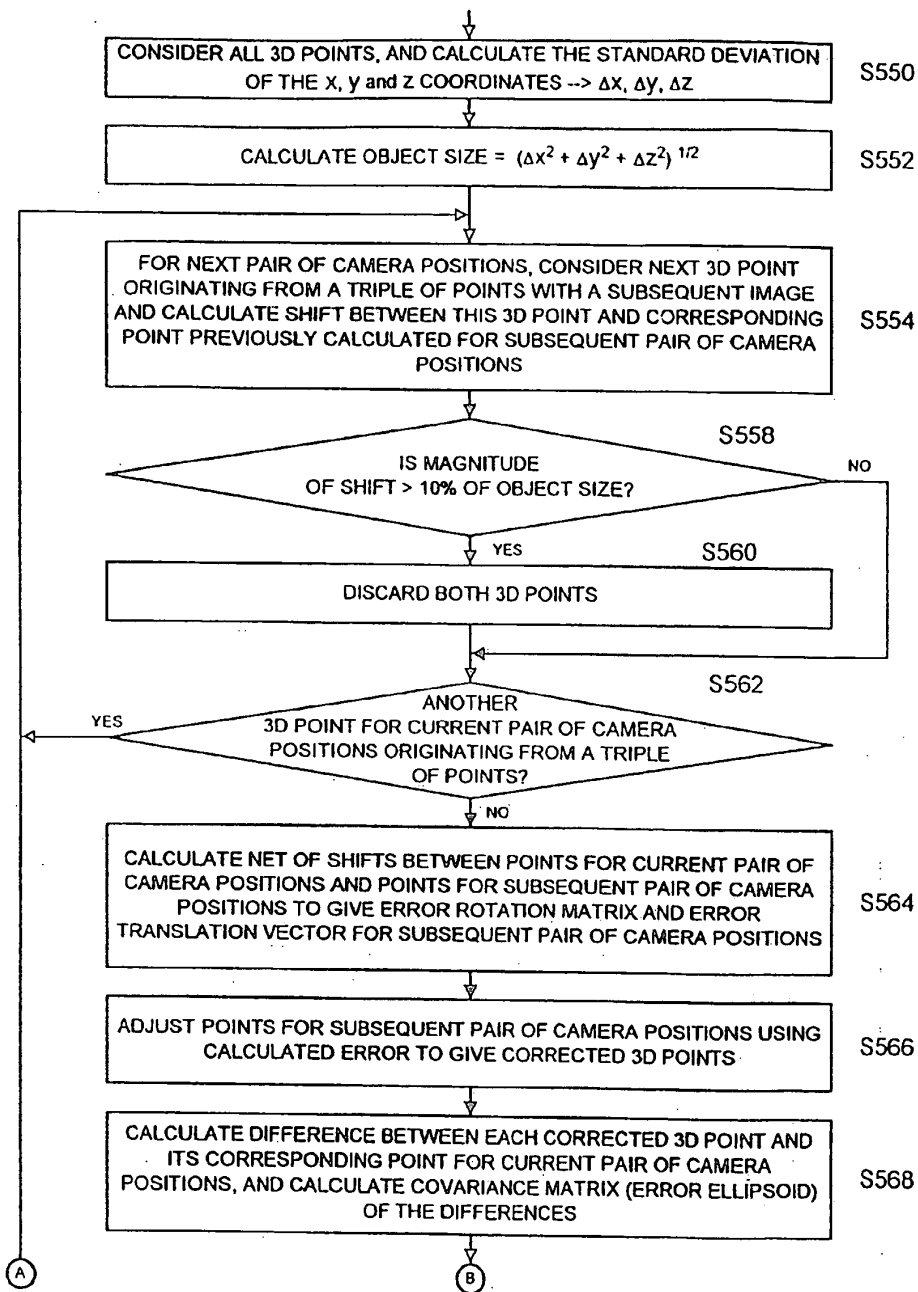 CONSIDER ALL 3D POINTS, AND CALCULATE THE STANDARD DEVIATION
OF THE X, y and z COORDINATES --> Δx, Δy, Δz
S550
CALCULATE OBJECT SIZE = (Δx² + Δy² + Δz²) 1/2
S552
FOR NEXT PAIR OF CAMERA POSITIONS, CONSIDER NEXT 3D POINT
ORIGINATING FROM A TRIPLE OF POINTS WITH A SUBSEQUENT IMAGE
AND CALCULATE SHIFT BETWEEN THIS 3D POINT AND CORRESPONDING
POINT PREVIOUSLY CALCULATED FOR SUBSEQUENT PAIR OF CAMERA
POSITIONS
S554
S558
IS MAGNITUDE
OF SHIFT > 10% OF OBJECT SIZE?
NO
YES
S560
DISCARD BOTH 3D POINTS
S562
ANOTHER
3D POINT FOR CURRENT PAIR OF CAMERA
POSITIONS ORIGINATING FROM A TRIPLE
OF POINTS?
YES
NO
CALCULATE NET OF SHIFTS BETWEEN POINTS FOR CURRENT PAIR OF
CAMERA POSITIONS AND POINTS FOR SUBSEQUENT PAIR OF CAMERA
POSITIONS TO GIVE ERROR ROTATION MATRIX AND ERROR
TRANSLATION VECTOR FOR SUBSEQUENT PAIR OF CAMERA POSITIONS
S564
ADJUST POINTS FOR SUBSEQUENT PAIR OF CAMERA POSITIONS USING
CALCULATED ERROR TO GIVE CORRECTED 3D POINTS
S566
CALCULATE DIFFERENCE BETWEEN EACH CORRECTED 3D POINT AND
ITS CORRESPONDING POINT FOR CURRENT PAIR OF CAMERA
POSITIONS, AND CALCULATE COVARIANCE MATRIX (ERROR ELLIPSOID)
OF THE DIFFERENCES
S568
A
B